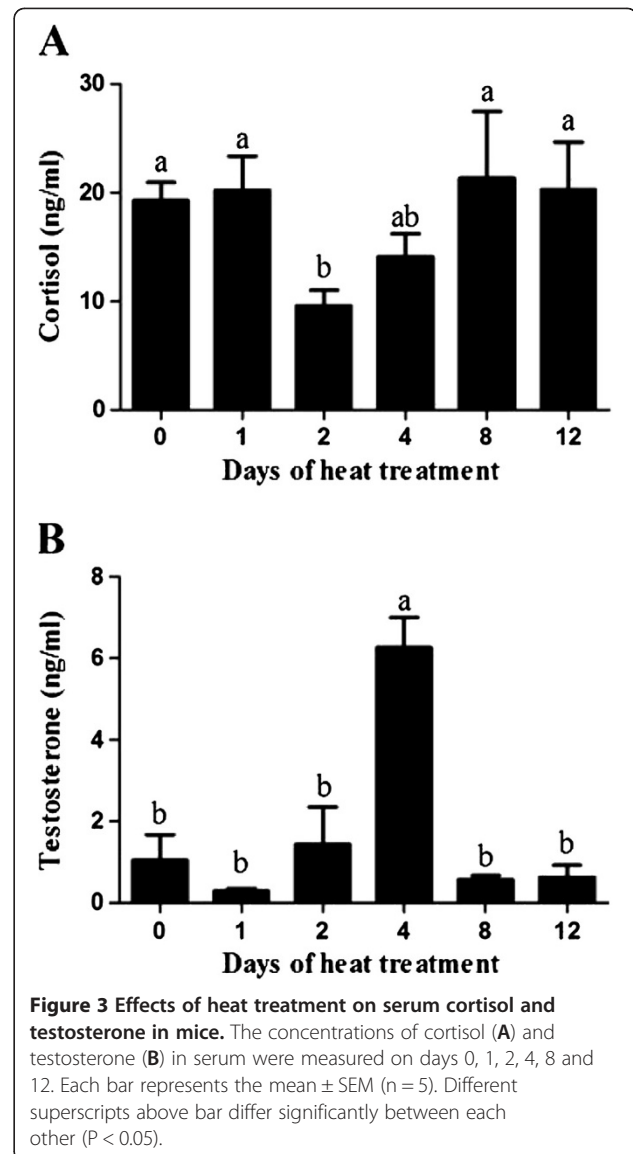 A
Cortisol (ng/ml)
30
20
10
0
a
a
b
ab
a
a
0 1 2 4 8 12
Days of heat treatment
B
Testosterone (ng/ml)
8
6
4
2
0
b
b
b
a
b
b
0 1 2 4 8 12
Days of heat treatment
Figure 3 Effects of heat treatment on serum cortisol and
testosterone in mice. The concentrations of cortisol (A) and
testosterone (B) in serum were measured on days 0, 1, 2, 4, 8 and
12. Each bar represents the mean ± SEM (n = 5). Different
superscripts above bar differ significantly between each
other (P < 0.05).